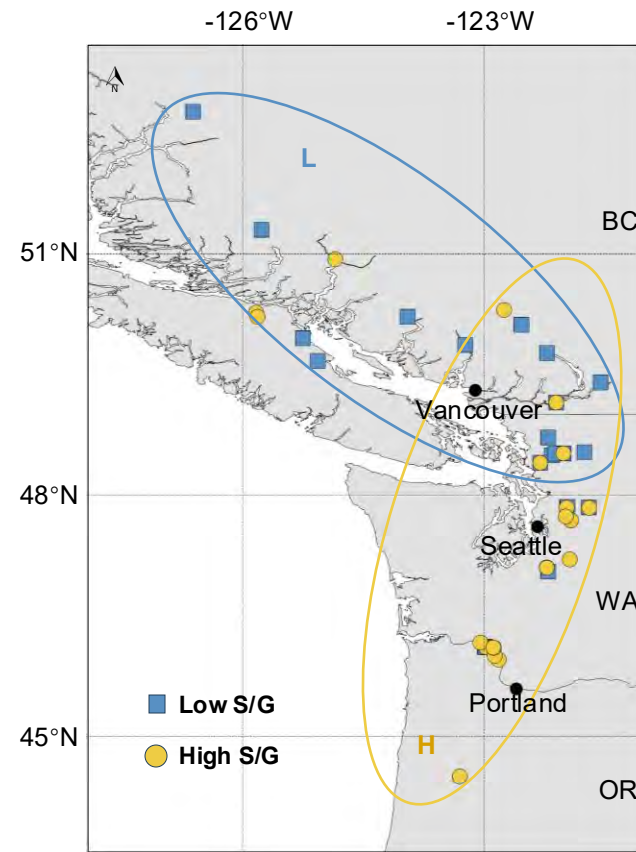 -126°W
-123°W
N
L
BC
51°N
Vancouver
48°N
Seattle
WA
Low S/G
Portland
45°N
High S/G
H
OR